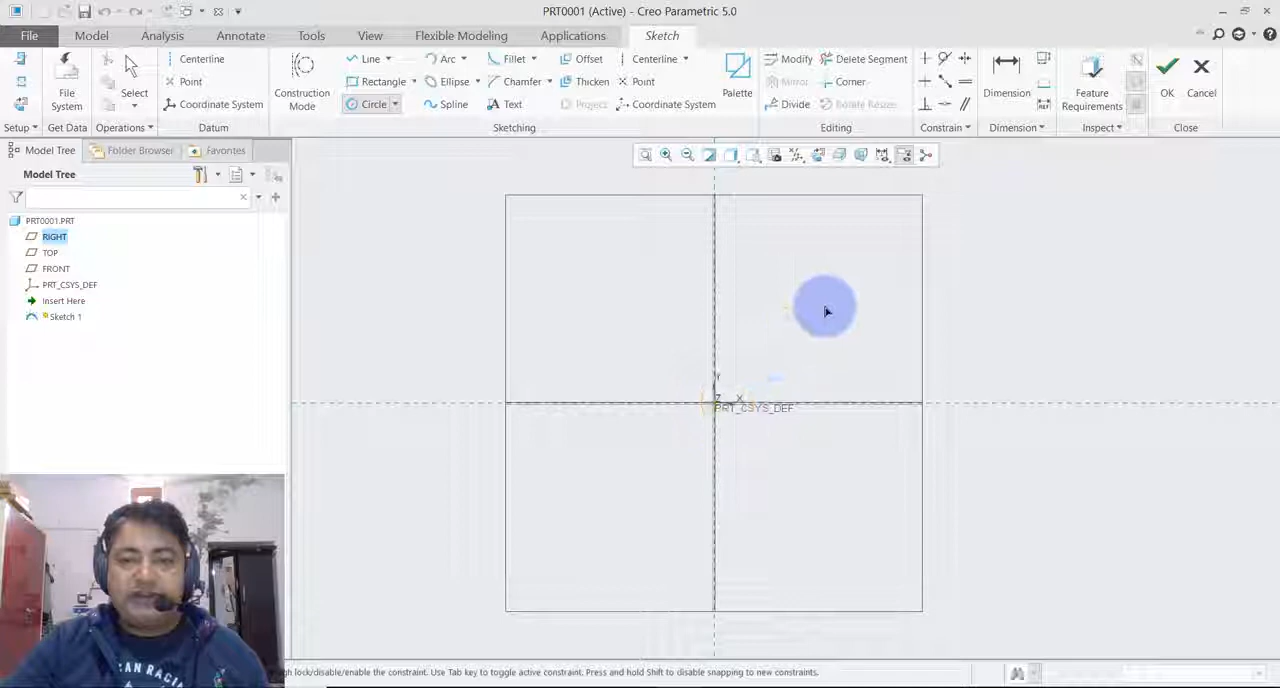 PRT0001 (Active) - Creo Parametric 5.0
File Model Analysis Annotate Tools View Flexible Modeling Applications Sketch
File System
Select
Centerline
Point
Coordinate System
Construction Mode
Line
Rectangle
Circle
Arc
Ellipse
Spline
Fillet
Chamfer
Text
Offset
Thicken
Project
Centerline
Point
Coordinate System
Palette
Modify
Mirror
Divide
Delete Segment
Corner
Rotate Resize
Dimension
Feature Requirements
OK
Cancel
Setup Get Data Operations Datum Sketching Editing Constrain Dimension Inspect Close
Model Tree Folder Browser Favorites
Model Tree
PRT0001.PRT
RIGHT
TOP
FRONT
PRT_CSYS_DEF
Insert Here
Sketch 1
Y
Z X
PRT_CSYS_DEF
EAN RACIN
lock/disable/enable the constraint. Use Tab key to toggle active constraint. Press and hold Shift to disable snapping to new constraints.